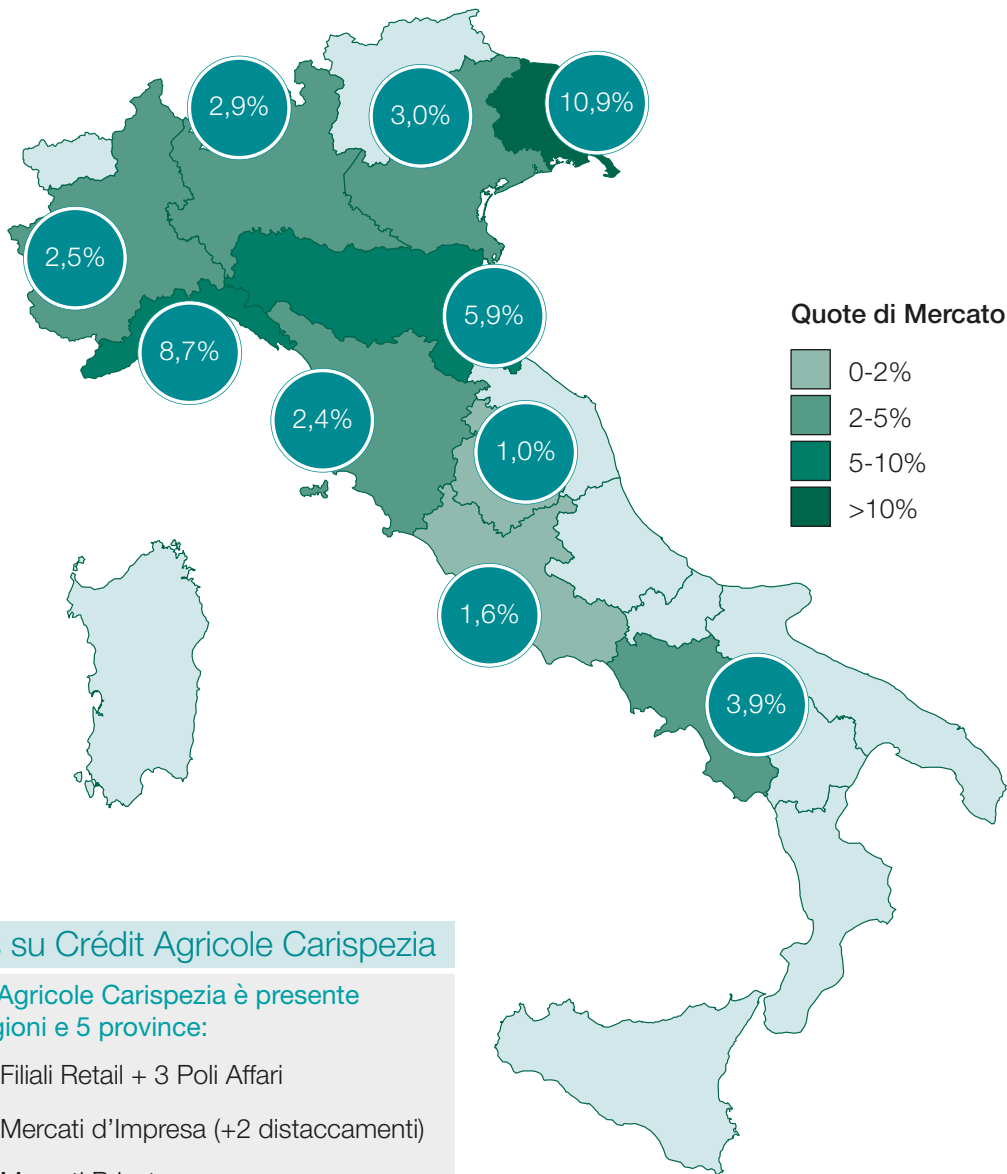 2,9%
3,0%
10,9%
2,5%
5,9%
8,7%
2,4%
1,0%
1,6%
3,9%
Quote di Mercato
0-2%
2-5%
5-10%
>10%
su Crédit Agricole Carispezia
Agricole Carispezia è presente
e 5 province:
Filiali Retail + 3 Poli Affari
Mercati d'Impresa (+2 distaccamenti)